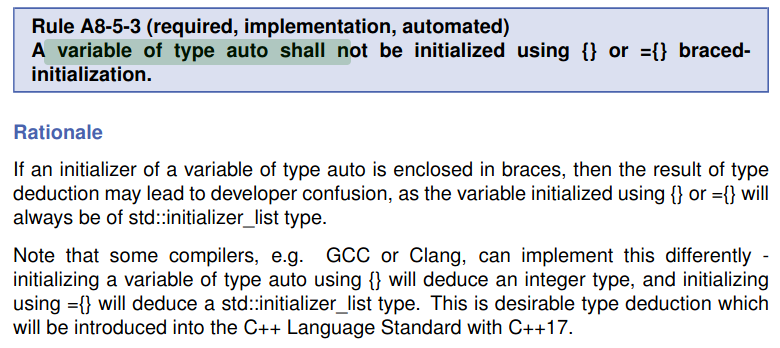 Rule A8-5-3 (required, implementation, automated)
A variable of type auto shall not be initialized using {} or ={} braced-
initialization.
Rationale
If an initializer of a variable of type auto is enclosed in braces, then the result of type
deduction may lead to developer confusion, as the variable initialized using {} or ={} will
always be of std::initializer_list type.
Note that some compilers, e.g. GCC or Clang, can implement this differently -
initializing a variable of type auto using {} will deduce an integer type, and initializing
using ={} will deduce a std::initializer_list type. This is desirable type deduction which
will be introduced into the C++ Language Standard with C++17.